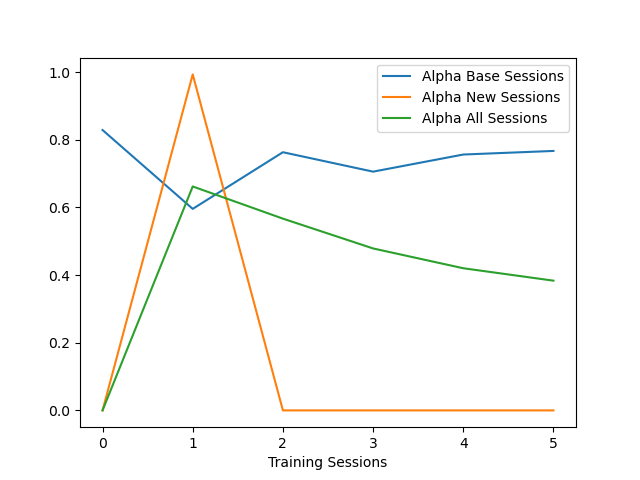 Alpha Base Sessions
Alpha New Sessions
Alpha All Sessions
1.0
0.8
0.6
0.4
0.2
0.0
0 1 2 3 4 5
Training Sessions